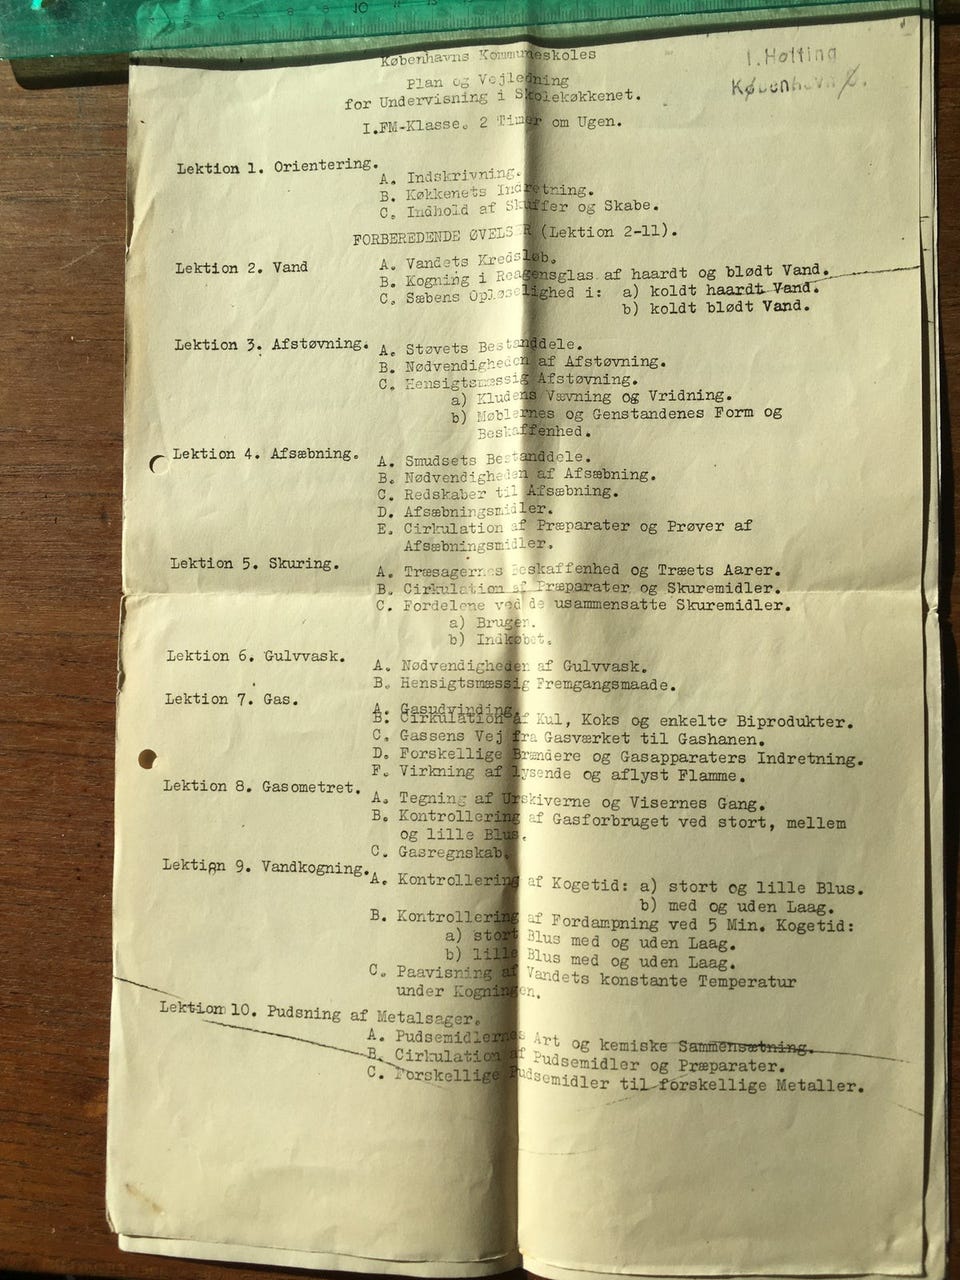 Københavns Kommuneskoles
Plan og Vejledning
for Undervisning i Skolekøkkenet.
I.FM-Klasse. 2 Timer om Ugen.
København Ø.
Lektion 1. Orientering.
A. Indskrivning.
B. Køkkenets Indretning.
C. Indhold af Skuffer og Skabe.
FORBEREDENDE ØVELSER (Lektion 2-11).
Lektion 2. Vand
A. Vandets Kredsløb.
B. Kogning i Reagensglas af haardt og blødt Vand.
C. Sæbens Opløselighed i: a) koldt haardt Vand.
b) koldt blødt Vand.
Lektion 3. Afstøvning.
A. Støvets Bestanddele.
B. Nødvendigheden af Afstøvning.
C. Hensigtsmæssig Afstøvning.
a) Kludens Vævning og Vridning.
b) Møblernes og Genstandenes Form og
Beskaffenhed.
Lektion 4. Afsæbning.
A. Smudsets Bestanddele.
B. Nødvendigheden af Afsæbning.
C. Redskaber til Afsæbning.
D. Afsæbningsmidler.
E. Cirkulation af Præparater og Prøver af
Afsæbningsmidler.
Lektion 5. Skuring.
A. Træsagernes Beskaffenhed og Træets Aarer.
B. Cirkulation af Præparater og Skuremidler.
C. Fordelene ved de usammensatte Skuremidler.
a) Brugen.
b) Indkøbet.
Lektion 6. Gulvvask.
A. Nødvendigheden af Gulvvask.
B. Hensigtsmæssig Fremgangsmaade.
Lektion 7. Gas.
A. Gasudvinding.
B. Cirkulation af Kul, Koks og enkelte Biprodukter.
C. Gassens Vej fra Gasværket til Gashanen.
D. Forskellige Brændere og Gasapparaters Indretning.
F. Virkning af lysende og aflyst Flamme.
Lektion 8. Gasometret.
A. Tegning af Urskiverne og Visernes Gang.
B. Kontrollering af Gasforbruget ved stort, mellem
og lille Blus.
C. Gasregnskab.
Lektion 9. Vandkogning.
A. Kontrollering af Kogetid: a) stort og lille Blus.
b) med og uden Laag.
B. Kontrollering af Fordampning ved 5 Min. Kogetid:
a) stort Blus med og uden Laag.
b) lille Blus med og uden Laag.
C. Paavisning af Vandets konstante Temperatur
under Kogningen.
Lektion 10. Pudsning af Metalsager.
A. Pudsemidlernes Art og kemiske Sammensætning.
B. Cirkulation af Pudsemidler og Præparater.
C. Forskellige Pudsemidler til forskellige Metaller.